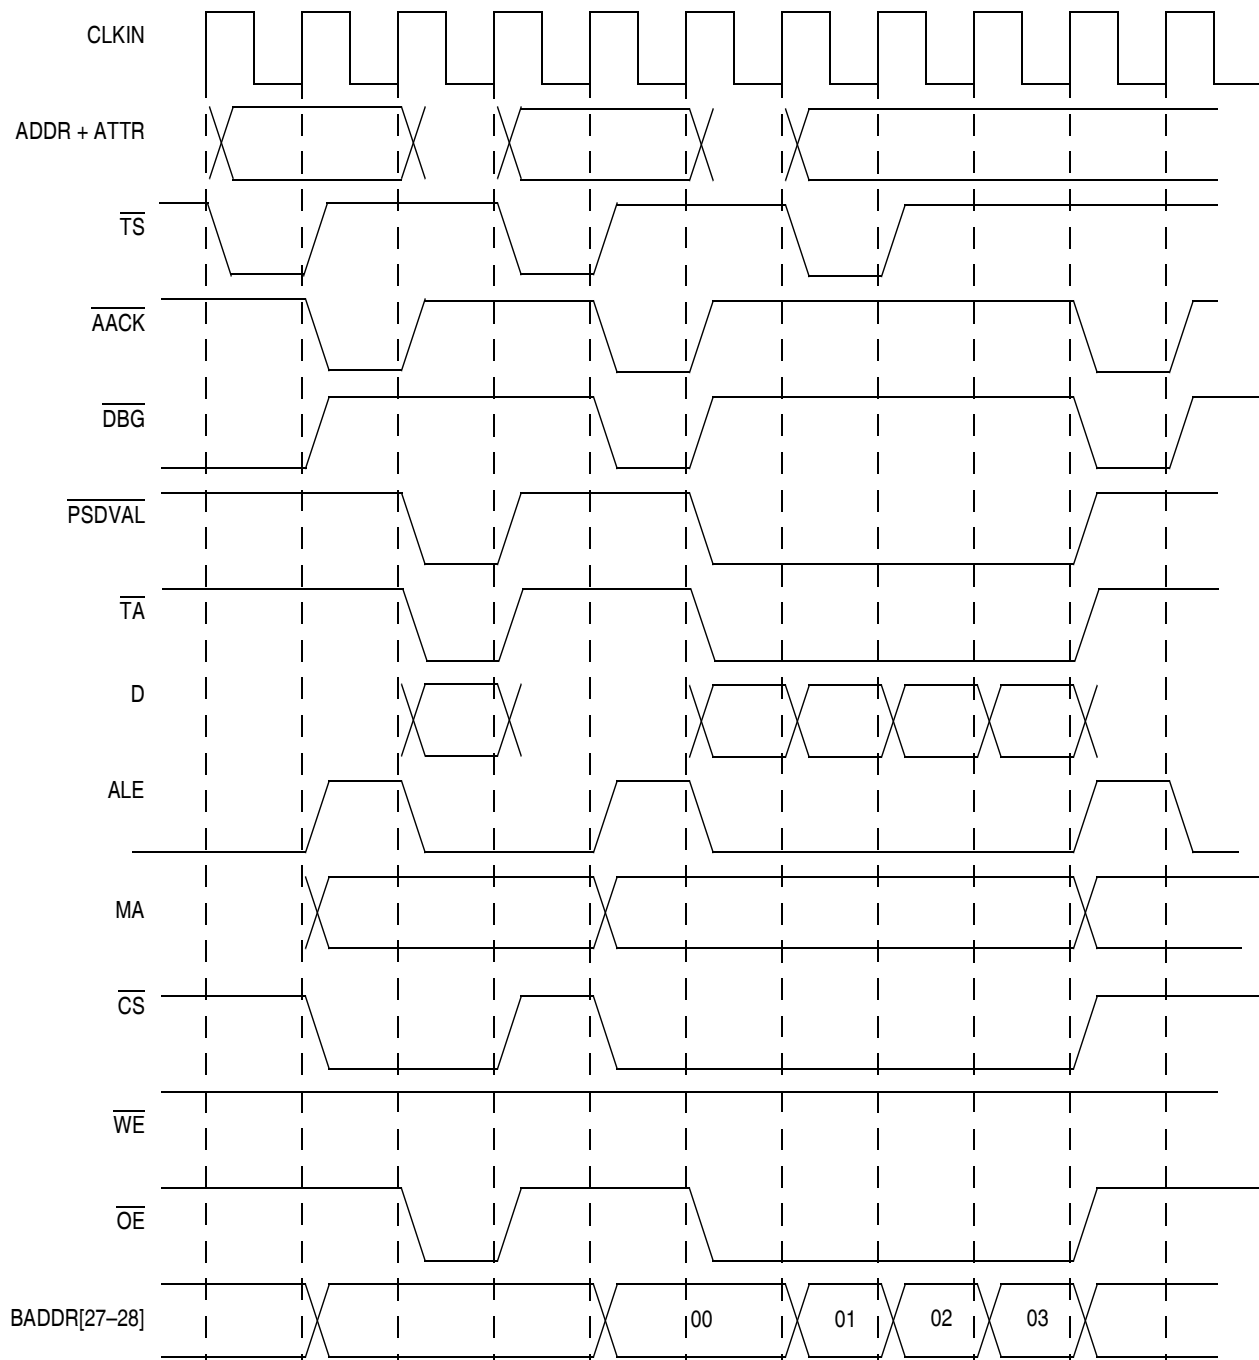 CLKIN
ADDR + ATTR
TS
AACK
DBG
PSDVAL
TA
D
ALE
MA
CS
WE
OE
BADDR[27–28] 00 01 02 03